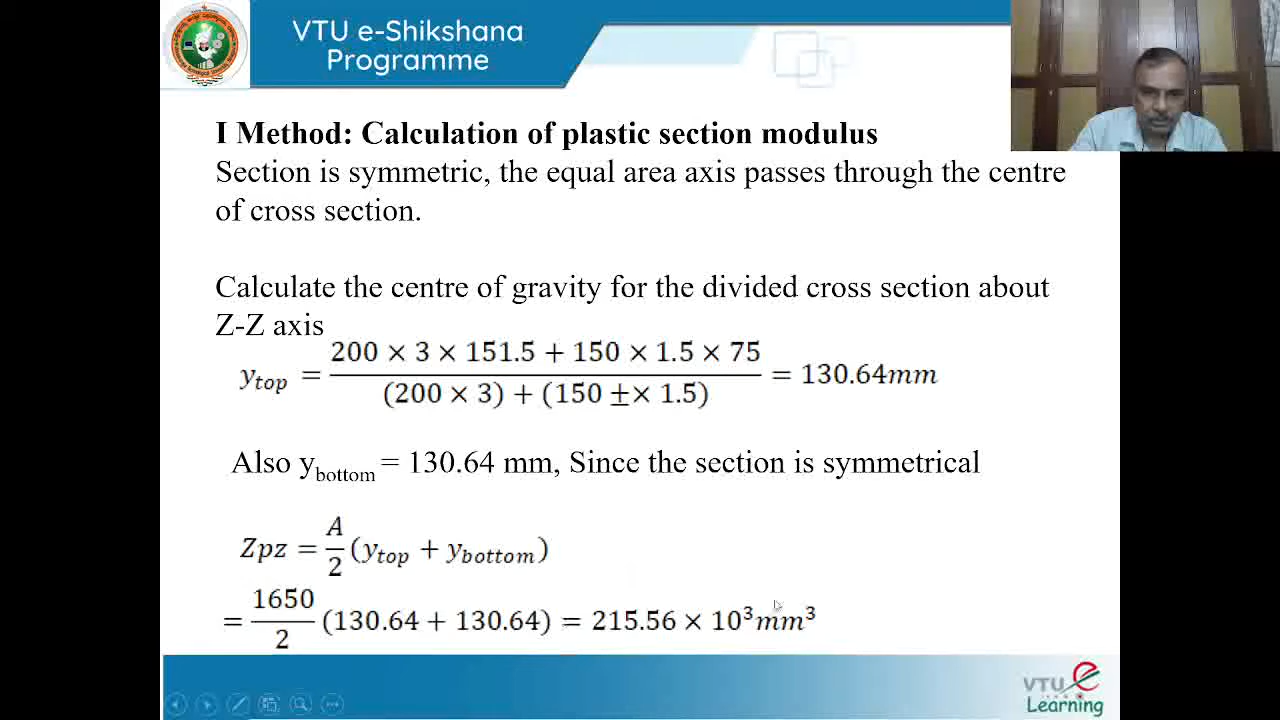 VTU e-Shikshana
Programme
I Method: Calculation of plastic section modulus
Section is symmetric, the equal area axis passes through the centre
of cross section.
Calculate the centre of gravity for the divided cross section about
Z-Z axis
y_top = (200 × 3 × 151.5 + 150 × 1.5 × 75) / ((200 × 3) + (150 ±× 1.5)) = 130.64mm
Also y_bottom = 130.64 mm, Since the section is symmetrical
Zpz = A/2 (y_top + y_bottom)
= 1650/2 (130.64 + 130.64) = 215.56 × 10³mm³
VTU e
Learning